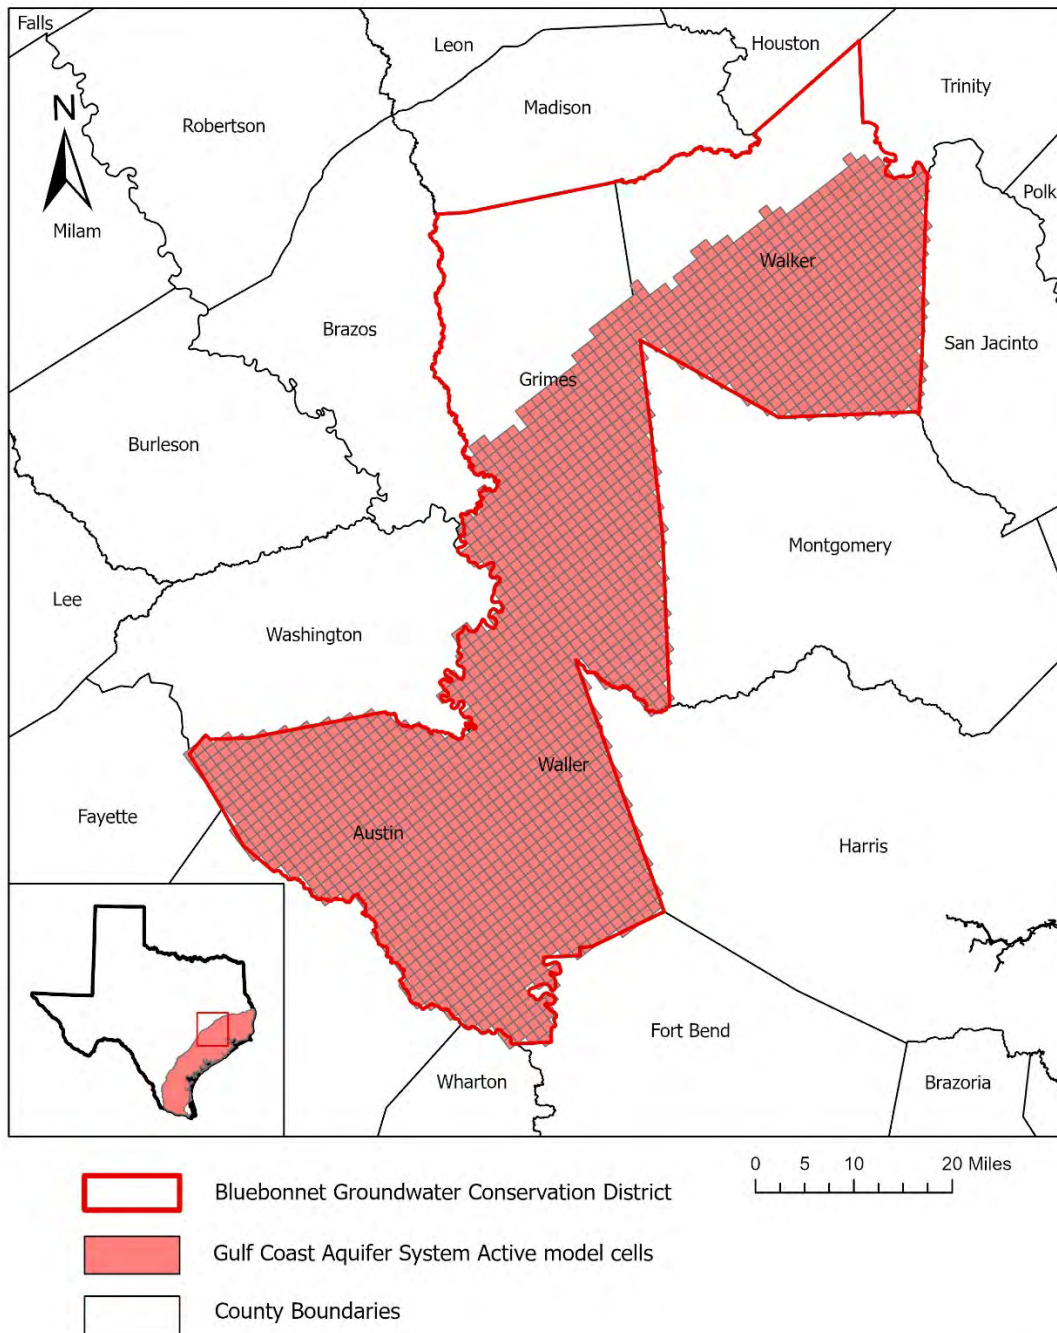 Falls
Leon
Houston
Trinity
Madison
N
Robertson
Polk
Milam
Walker
Brazos
San Jacinto
Grimes
Burleson
Montgomery
Lee
Washington
Waller
Fayette
Austin
Harris
Fort Bend
Wharton
Brazoria
0 5 10 20 Miles
Bluebonnet Groundwater Conservation District
Gulf Coast Aquifer System Active model cells
County Boundaries